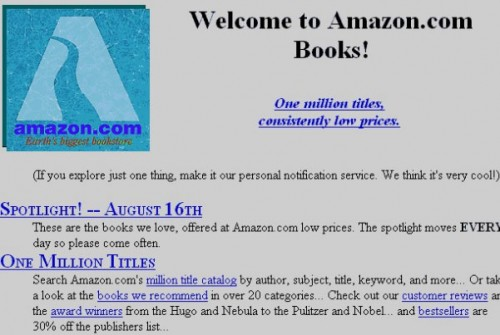 Welcome to Amazon.com
Books!
amazon.com
Earth's biggest bookstore
One million titles,
consistently low prices.
(If you explore just one thing, make it our personal notification service. We think it's very cool!)
SPOTLIGHT! -- AUGUST 16TH
These are the books we love, offered at Amazon.com low prices. The spotlight moves EVERY
day so please come often.
ONE MILLION TITLES
Search Amazon.com's million title catalog by author, subject, title, keyword, and more... Or take
a look at the books we recommend in over 20 categories... Check out our customer reviews and
the award winners from the Hugo and Nebula to the Pulitzer and Nobel... and bestsellers are
30% off the publishers list...